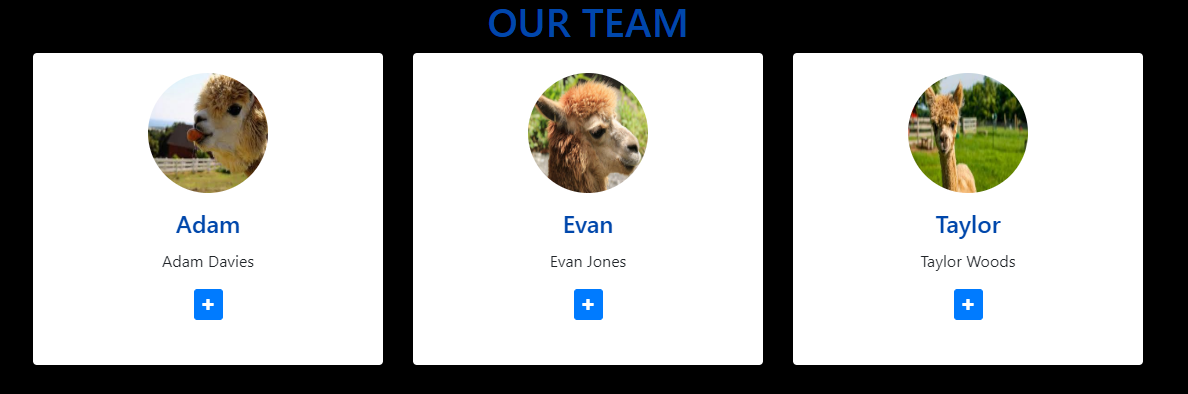 OUR TEAM
Adam
Adam Davies
+
Evan
Evan Jones
+
Taylor
Taylor Woods
+